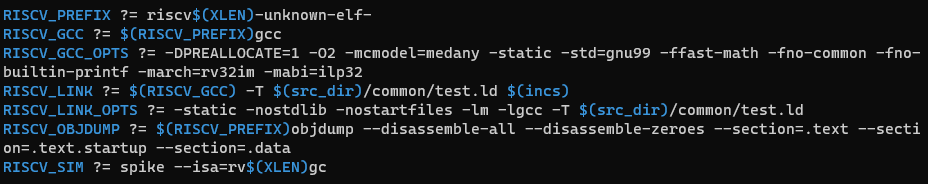 RISCV_PREFIX ?= riscv$(XLEN)-unknown-elf-
RISCV_GCC ?= $(RISCV_PREFIX)gcc
RISCV_GCC_OPTS ?= -DPREALLOCATE=1 -O2 -mcmodel=medany -static -std=gnu99 -ffast-math -fno-common -fno-
builtin-printf -march=rv32im -mabi=ilp32
RISCV_LINK ?= $(RISCV_GCC) -T $(src_dir)/common/test.ld $(incs)
RISCV_LINK_OPTS ?= -static -nostdlib -nostartfiles -lm -lgcc -T $(src_dir)/common/test.ld
RISCV_OBJDUMP ?= $(RISCV_PREFIX)objdump --disassemble-all --disassemble-zeroes --section=.text --secti
on=.text.startup --section=.data
RISCV_SIM ?= spike --isa=rv$(XLEN)gc